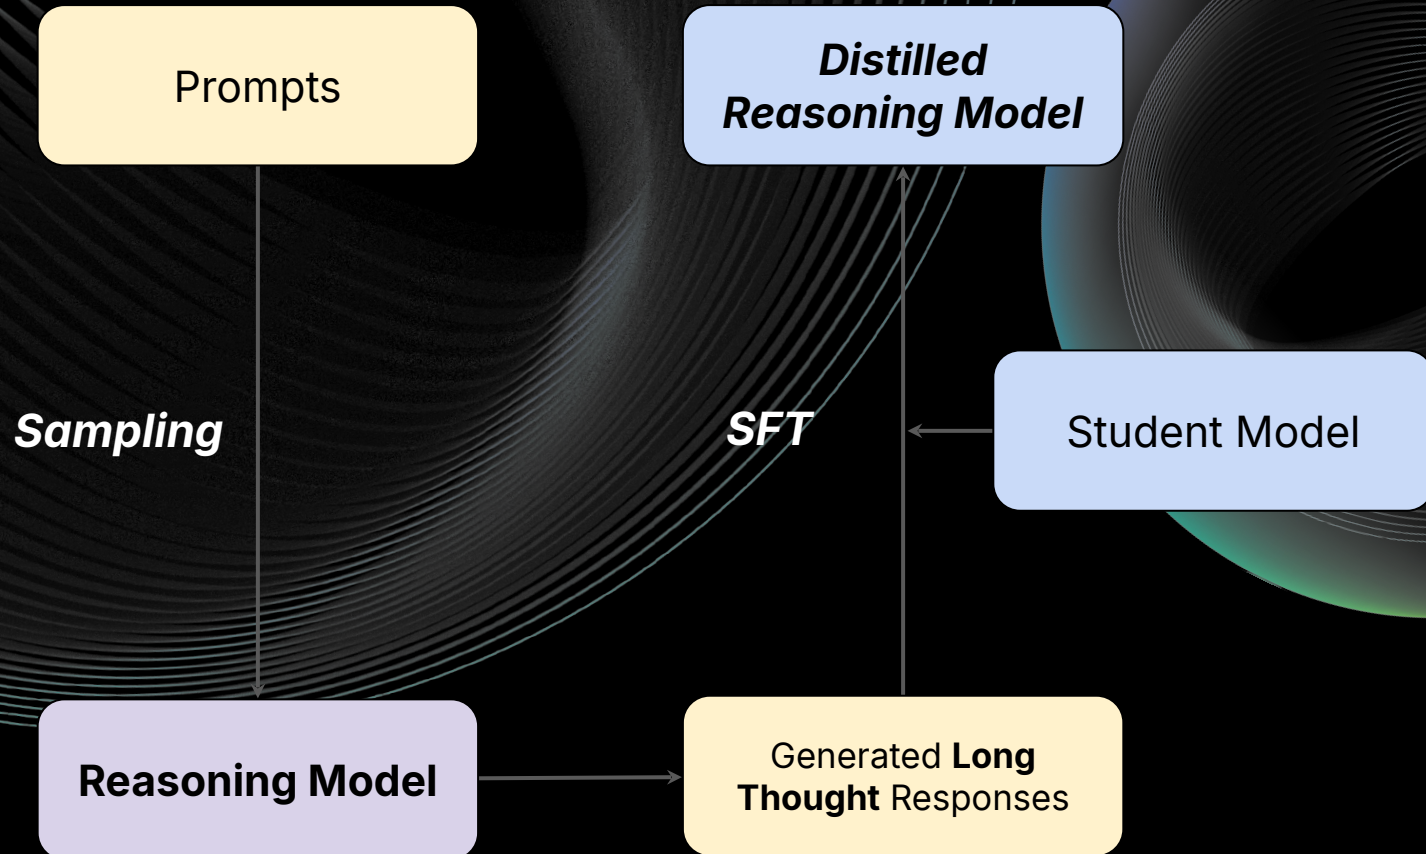 Prompts
Distilled
Reasoning Model
Sampling
SFT
Student Model
Reasoning Model
Generated Long
Thought Responses